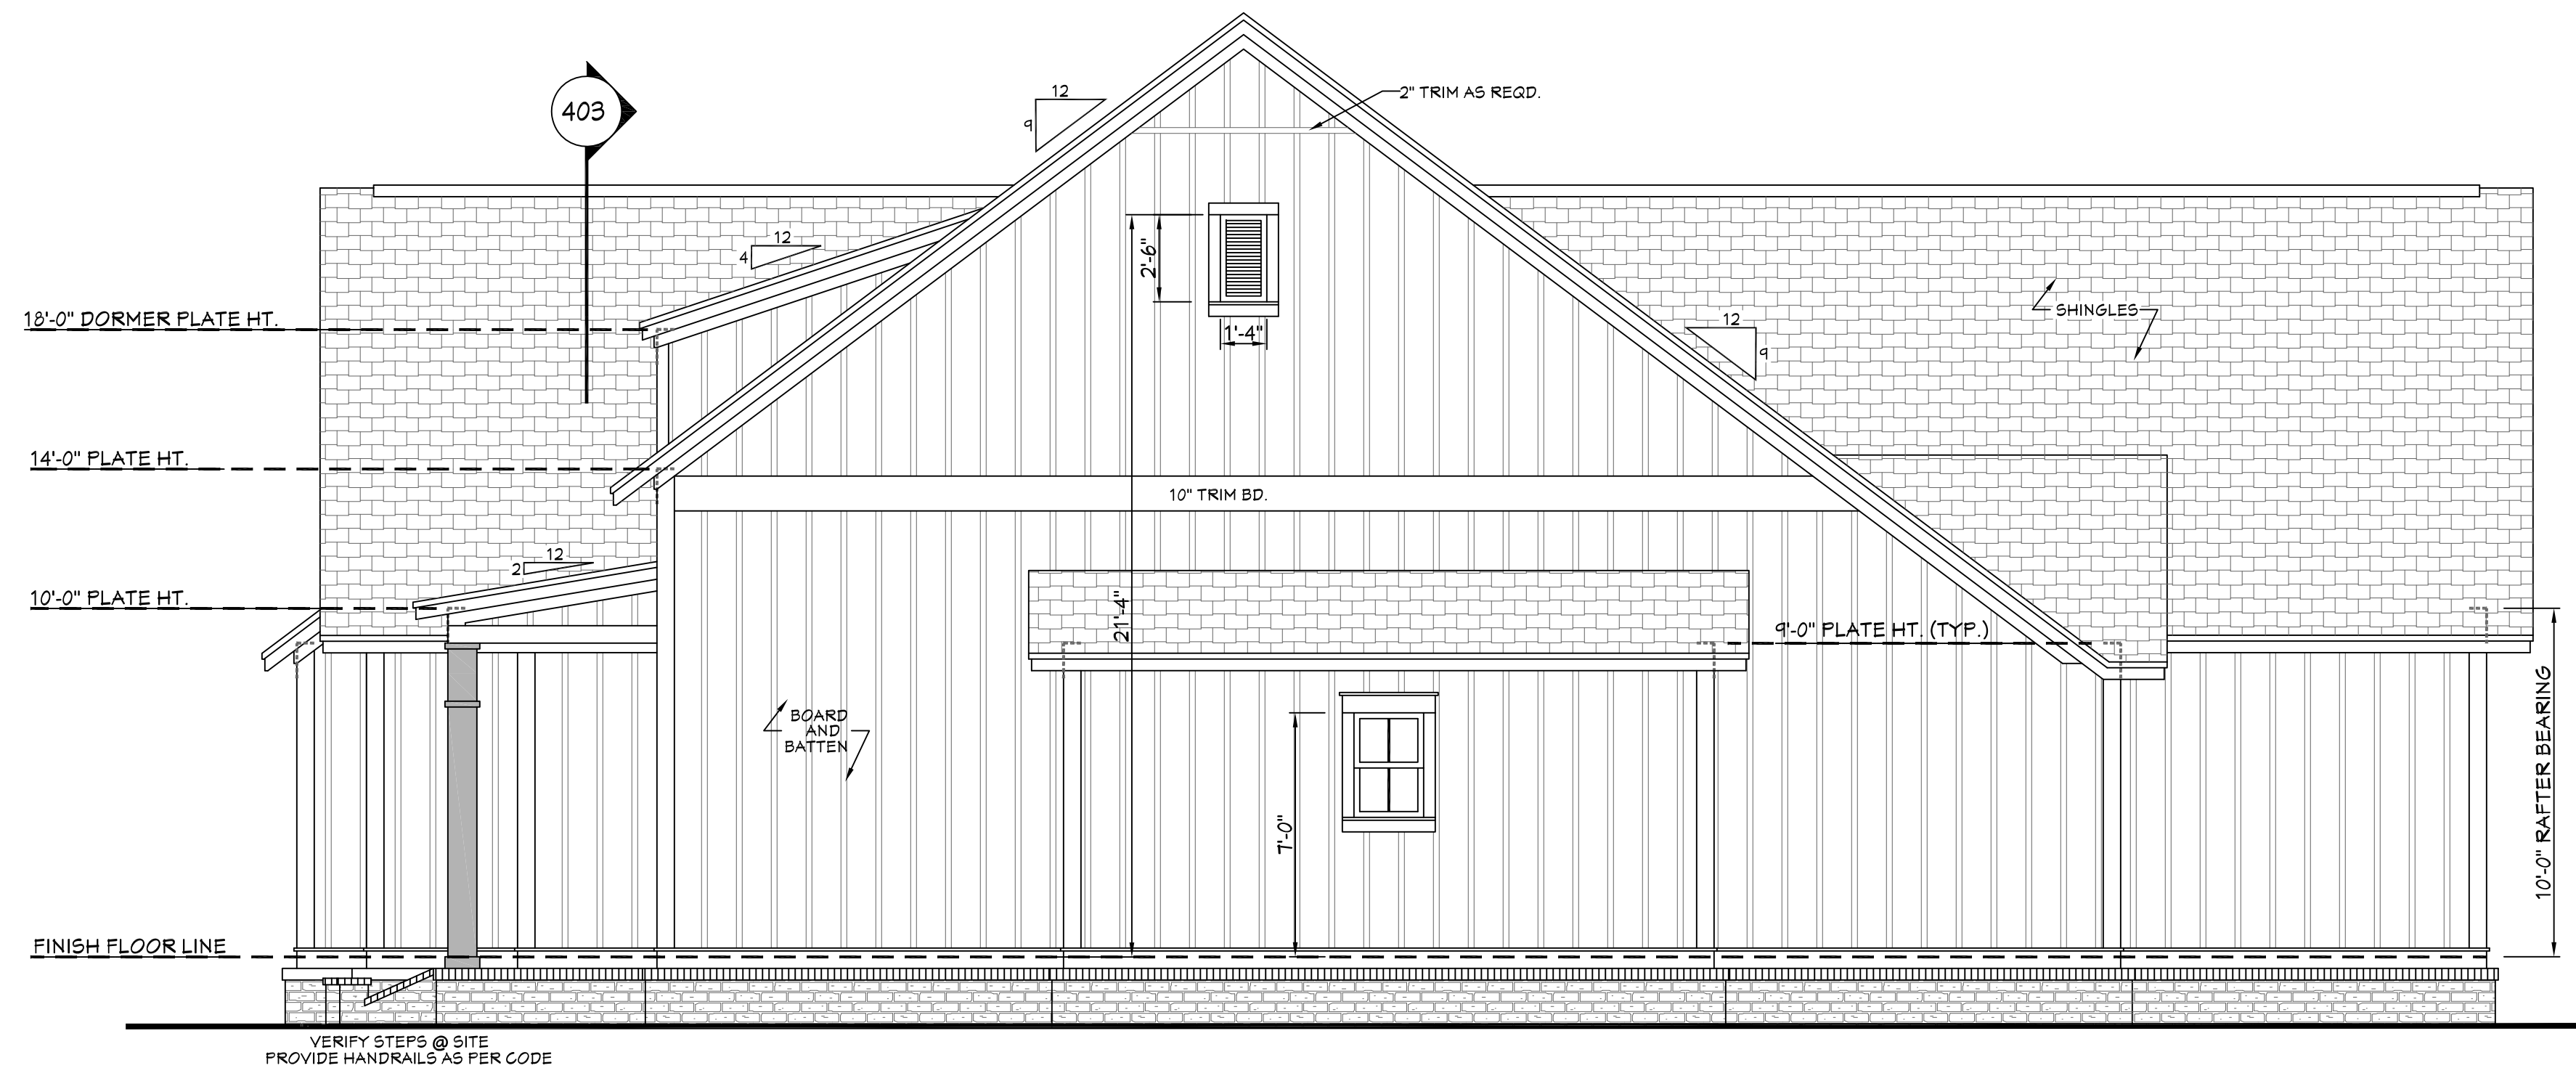 403
12
9
2" TRIM AS REQD.
12
4
2'-6"
1'-4"
SHINGLES
18'-0" DORMER PLATE HT.
12
9
14'-0" PLATE HT.
10" TRIM BD.
12
2
10'-0" PLATE HT.
21'-4"
9'-0" PLATE HT. (TYP.)
BOARD
AND
BATTEN
7'-0"
10'-0" RAFTER BEARING
FINISH FLOOR LINE
VERIFY STEPS @ SITE
PROVIDE HANDRAILS AS PER CODE